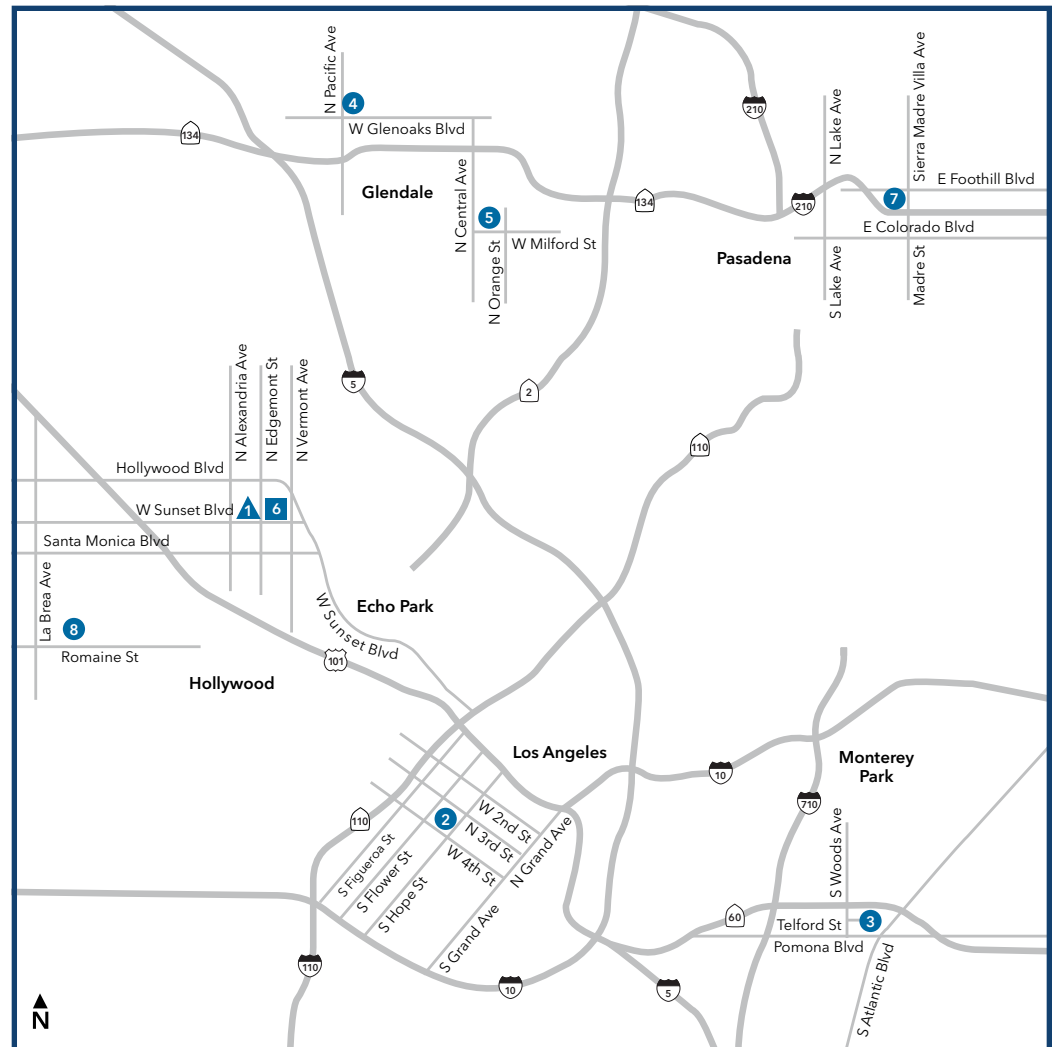 N Pacific Ave
4
W Glenoaks Blvd
134
Glendale
N Central Ave
5
N Orange St
W Milford St
134
210
N Lake Ave
Sierra Madre Villa Ave
E Foothill Blvd
210
7
E Colorado Blvd
Pasadena
S Lake Ave
Madre St
5
2
110
N Alexandria Ave
N Edgemont St
N Vermont Ave
Hollywood Blvd
W Sunset Blvd
1
6
Santa Monica Blvd
La Brea Ave
8
Romaine St
Echo Park
W Sunset Blvd
101
Hollywood
Los Angeles
10
Monterey
Park
710
110
2
W 2nd St
N 3rd St
W 4th St
N Grand Ave
S Figueroa St
S Flower St
S Hope St
S Grand Ave
S Woods Ave
60
Telford St
3
Pomona Blvd
S Atlantic Blvd
110
10
5
N